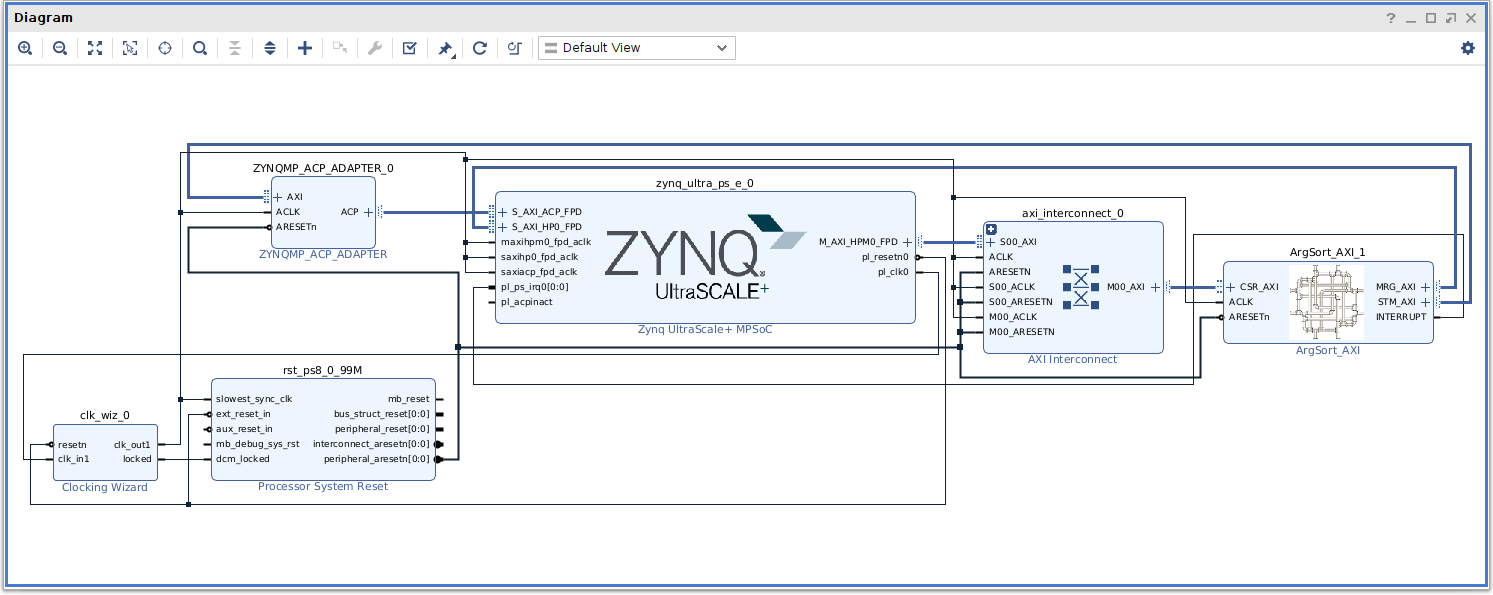 Diagram
Default View
ZYNQMP_ACP_ADAPTER_0
AXI
ACLK
ARESETn
ACP
ZYNQMP_ACP_ADAPTER
zynq_ultra_ps_e_0
S_AXI_ACP_FPD
S_AXI_HP0_FPD
maxihpm0_fpd_aclk
saxihp0_fpd_aclk
saxiacp_fpd_aclk
pl_ps_irq0[0:0]
pl_acpinact
ZYNQ
UltraSCALE+
M_AXI_HPM0_FPD
pl_resetn0
pl_clk0
Zynq UltraScale+ MPSoC
axi_interconnect_0
S00_AXI
ACLK
ARESETN
S00_ACLK
S00_ARESETN
M00_ACLK
M00_ARESETN
M00_AXI
AXI Interconnect
ArgSort_AXI_1
CSR_AXI
ACLK
ARESETn
MRG_AXI
STM_AXI
INTERRUPT
ArgSort_AXI
rst_ps8_0_99M
slowest_sync_clk
ext_reset_in
aux_reset_in
mb_debug_sys_rst
dcm_locked
mb_reset
bus_struct_reset[0:0]
peripheral_reset[0:0]
interconnect_aresetn[0:0]
peripheral_aresetn[0:0]
Processor System Reset
clk_wiz_0
resetn
clk_in1
clk_out1
locked
Clocking Wizard